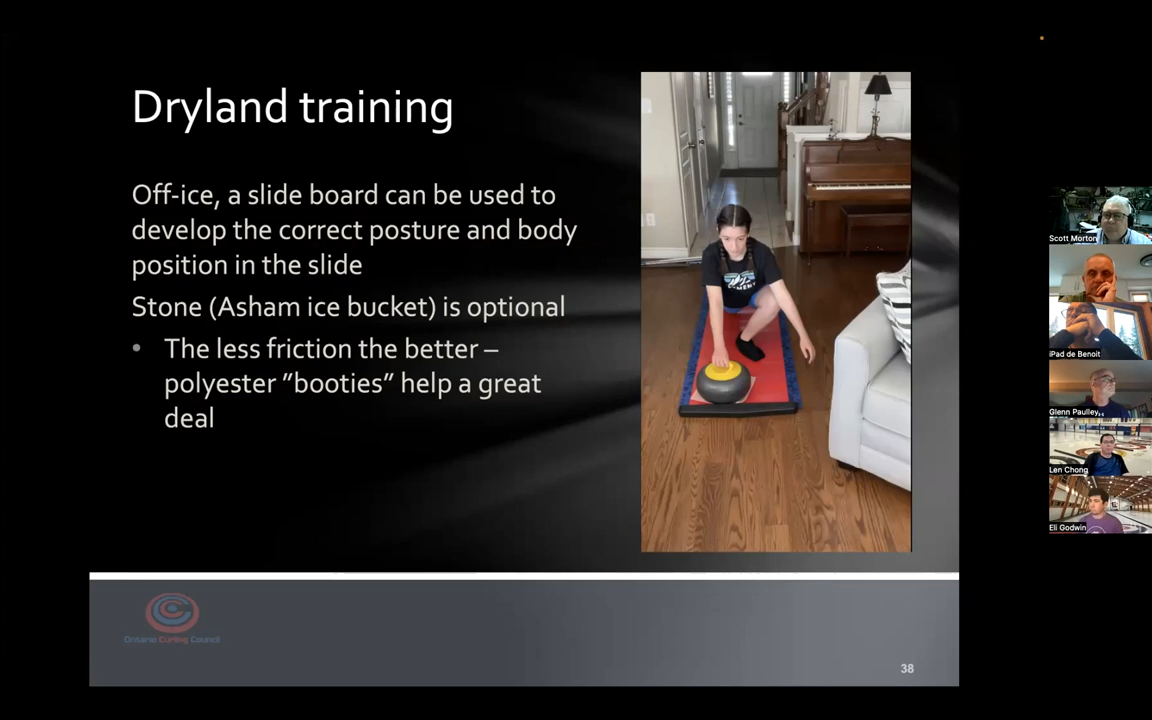 Dryland training
Off-ice, a slide board can be used to
develop the correct posture and body
position in the slide
Stone (Asham ice bucket) is optional
• The less friction the better –
polyester ”booties” help a great
deal
Ontario Curling Council
38
Scott Morton
iPad de Benoit
Glenn Paulley
Len Chong
Eli Godwin